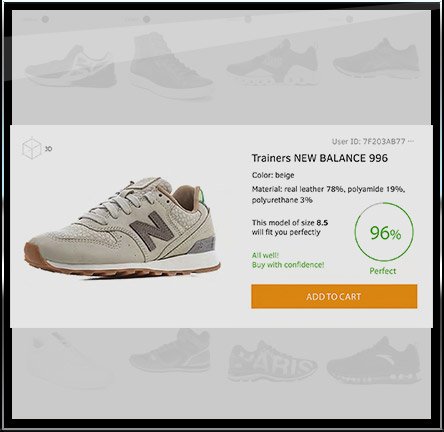 3D
User ID: 7F203AB77 ···
Trainers NEW BALANCE 996
Color: beige
Material: real leather 78%, polyamide 19%,
polyurethane 3%
This model of size 8.5
will fit you perfectly
96%
All well!
Buy with confidence!
Perfect
ADD TO CART
N
PARIS